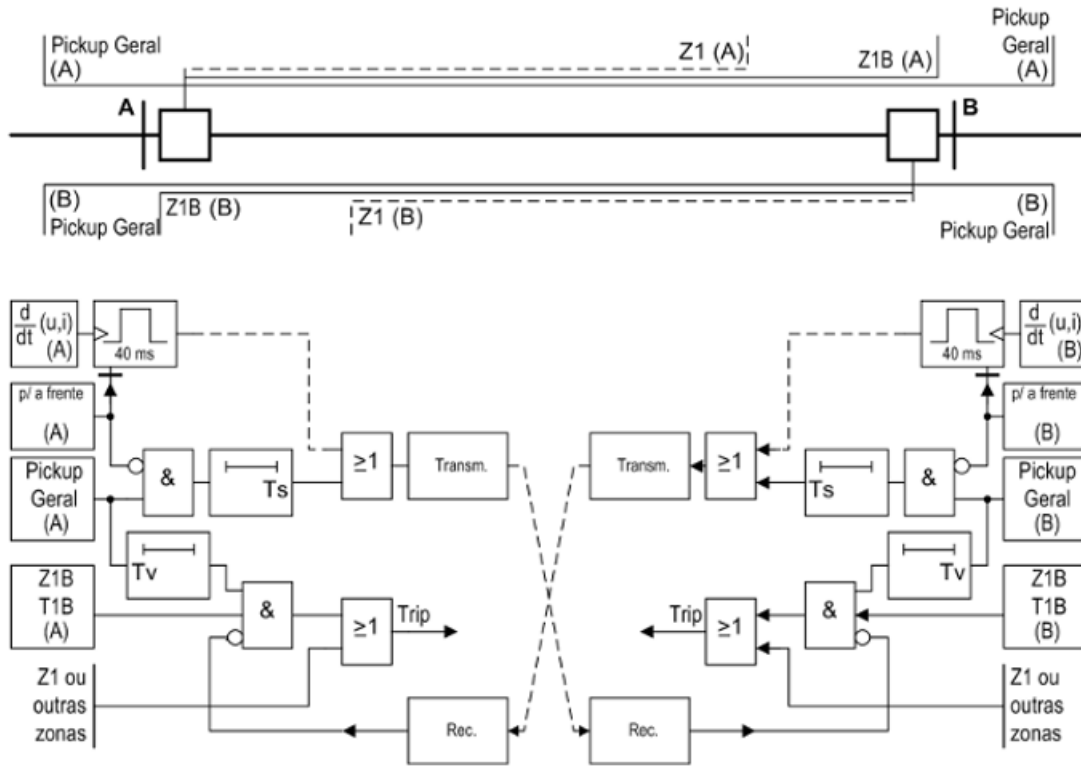 Pickup Geral
(A)
Z1 (A)
Z1B (A)
Pickup
Geral
(A)
A
B
(B)
Pickup Geral
Z1B (B)
Z1 (B)
(B)
Pickup Geral
d/dt (u,i)
(A)
40 ms
p/ a frente
(A)
Pickup
Geral
(A)
&
Ts
≥1
Transm.
Tv
Z1B
T1B
(A)
&
≥1
Trip
Z1 ou
outras
zonas
Rec.
40 ms
d/dt (u,i)
(B)
p/ a frente
(B)
Transm.
≥1
Ts
&
Pickup
Geral
(B)
Tv
Trip
≥1
&
Z1B
T1B
(B)
Rec.
Z1 ou
outras
zonas